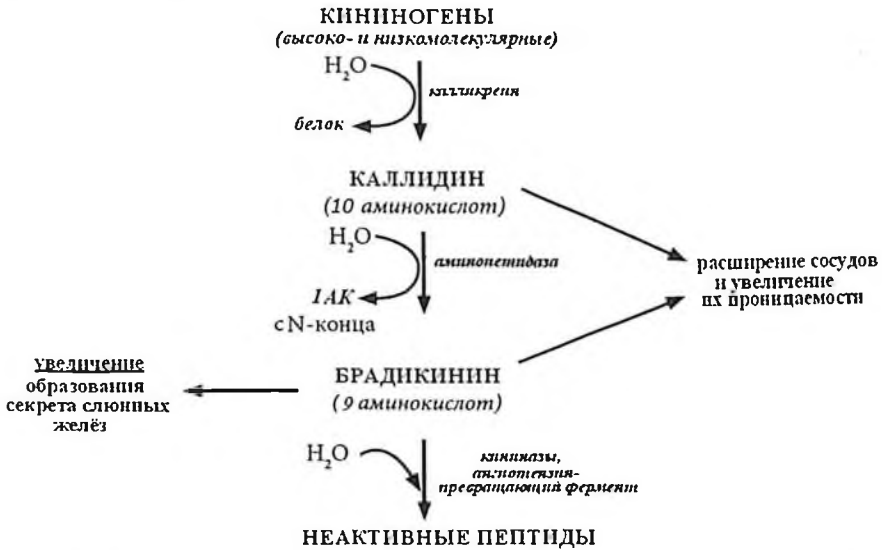 КИНИНОГЕНЫ
(высоко- и низкомолекулярные)
H₂O
калликреин
белок
КАЛЛИДИН
(10 аминокислот)
H₂O
аминопетидаза
1АК
с N-конца
расширение сосудов
и увеличение
их проницаемости
увеличение
образования
секрета слюнных
желёз
БРАДИКИНИН
(9 аминокислот)
H₂O
кининазы,
ангиотензин-
превращающий фермент
НЕАКТИВНЫЕ ПЕПТИДЫ